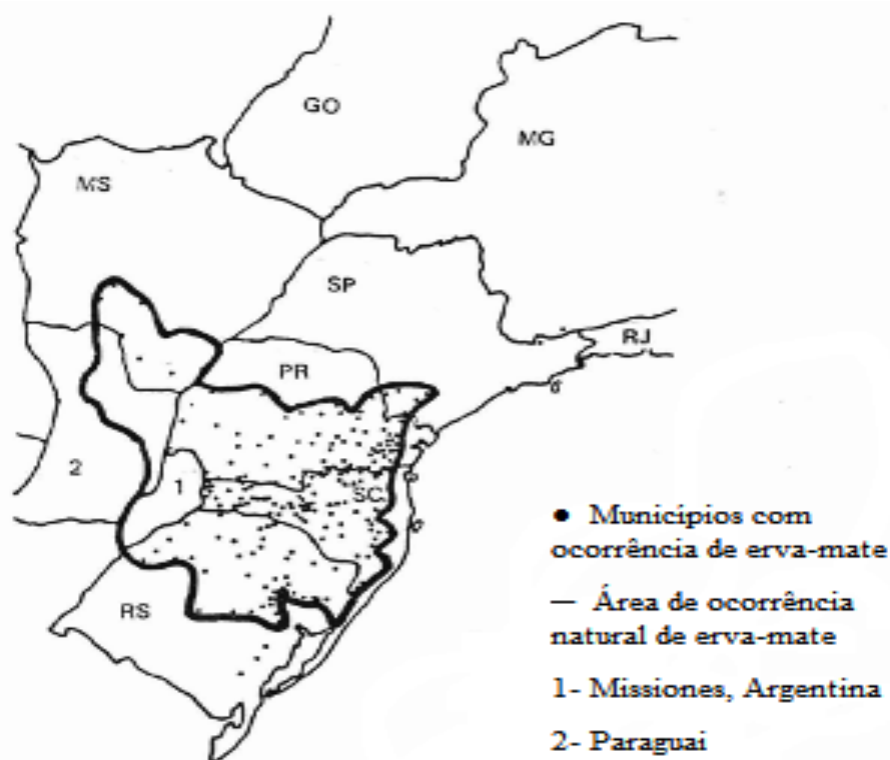 GO
MG
MS
SP
RJ
PR
2
1
SC
RS
● Municípios com
ocorrência de erva-mate
— Área de ocorrência
natural de erva-mate
1- Missiones, Argentina
2- Paraguai